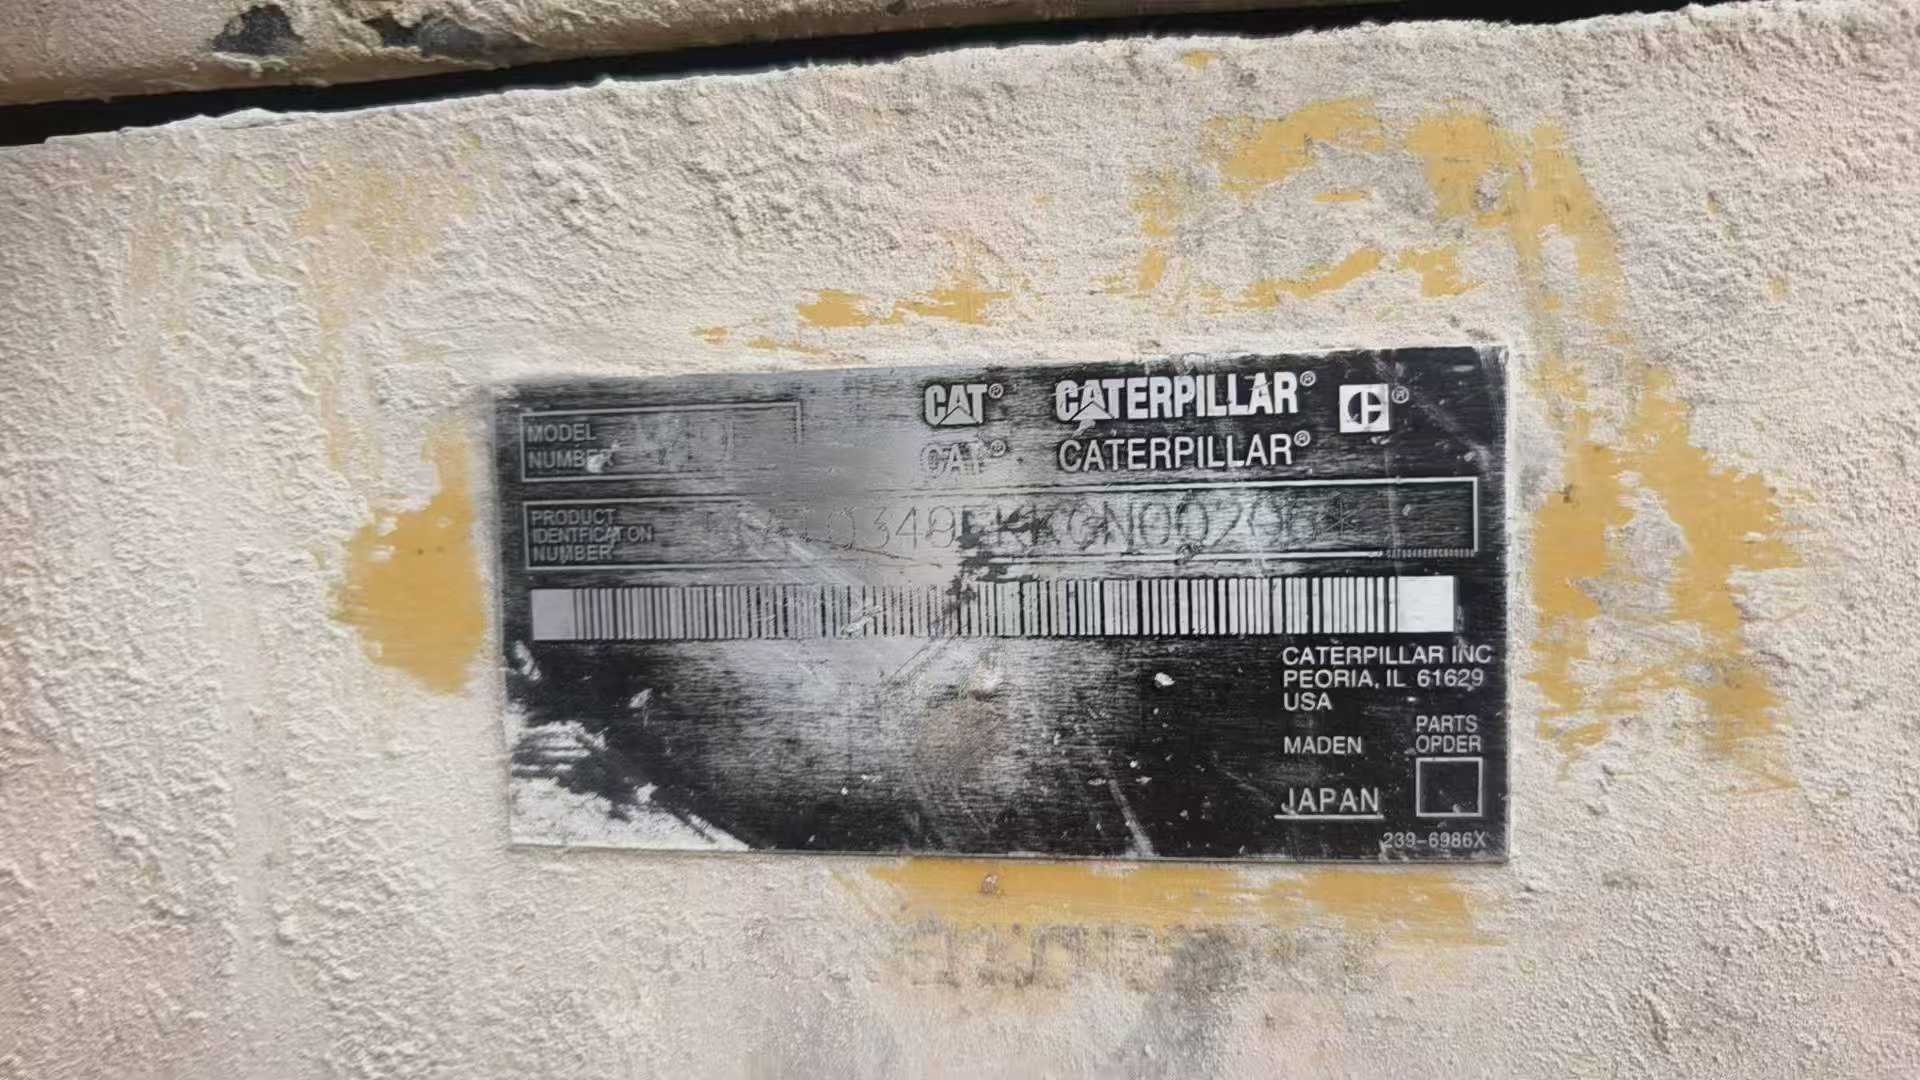 CAT® CATERPILLAR® ®
CAT® CATERPILLAR®
MODEL
NUMBER
PRODUCT
IDENTFICATON
NUMBER
CATERPILLAR INC
PEORIA, IL 61629
USA
MADEN
PARTS
OPDER
JAPAN
239-6986X